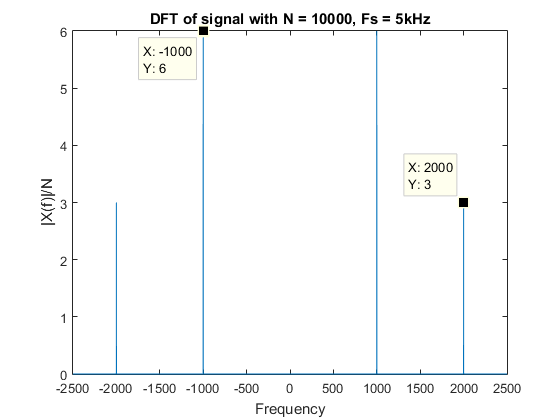 DFT of signal with N = 10000, Fs = 5kHz
6
X: -1000
Y: 6
5
4
X: 2000
Y: 3
3
2
1
0
|X(f)|/N
-2500 -2000 -1500 -1000 -500 0 500 1000 1500 2000 2500
Frequency